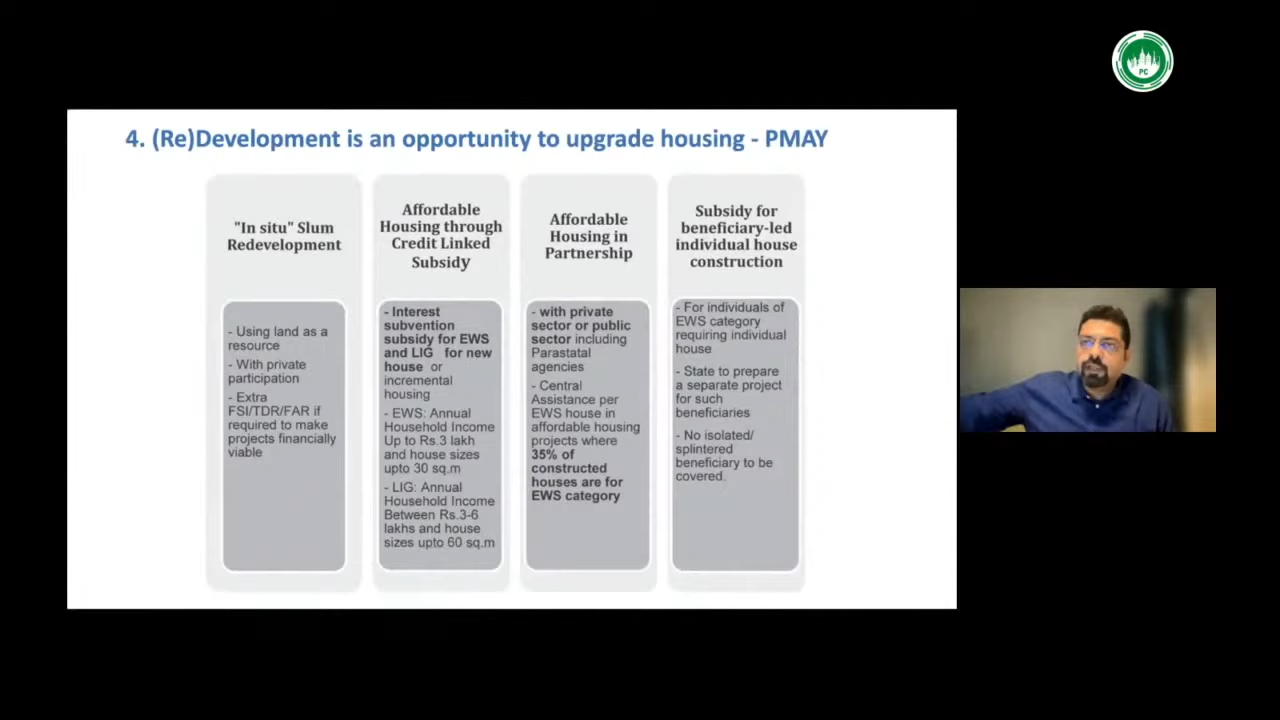 PC
4. (Re)Development is an opportunity to upgrade housing - PMAY
"In situ" Slum
Redevelopment
- Using land as a
resource
- With private
participation
- Extra
FSI/TDR/FAR if
required to make
projects financially
viable
Affordable
Housing through
Credit Linked
Subsidy
- Interest
subvention
subsidy for EWS
and LIG for new
house or
incremental
housing
- EWS: Annual
Household Income
Up to Rs.3 lakh
and house sizes
upto 30 sq.m
- LIG: Annual
Household Income
Between Rs.3-6
lakhs and house
sizes upto 60 sq.m
Affordable
Housing in
Partnership
- with private
sector or public
sector including
Parastatal
agencies
- Central
Assistance per
EWS house in
affordable housing
projects where
35% of
constructed
houses are for
EWS category
Subsidy for
beneficiary-led
individual house
construction
- For individuals of
EWS category
requiring individual
house
- State to prepare
a separate project
for such
beneficiaries
- No isolated/
splintered
beneficiary to be
covered.